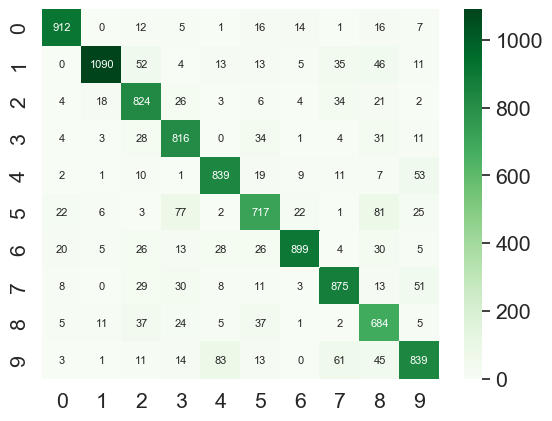 0 912 0 12 5 1 16 14 1 16 7
1 0 1090 52 4 13 13 5 35 46 11
2 4 18 824 26 3 6 4 34 21 2
3 4 3 28 816 0 34 1 4 31 11
4 2 1 10 1 839 19 9 11 7 53
5 22 6 3 77 2 717 22 1 81 25
6 20 5 26 13 28 26 899 4 30 5
7 8 0 29 30 8 11 3 875 13 51
8 5 11 37 24 5 37 1 2 684 5
9 3 1 11 14 83 13 0 61 45 839
0 1 2 3 4 5 6 7 8 9
1000
800
600
400
200
0